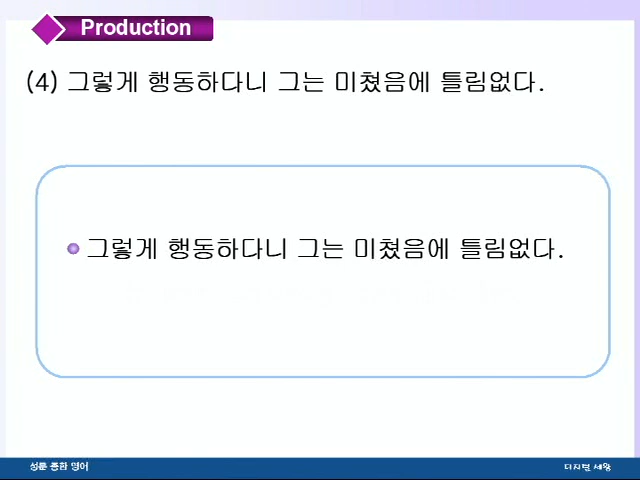 Production
(4) 그렇게 행동하다니 그는 미쳤음에 틀림없다.
그렇게 행동하다니 그는 미쳤음에 틀림없다.
성문 종합 영어
디지털 세왕